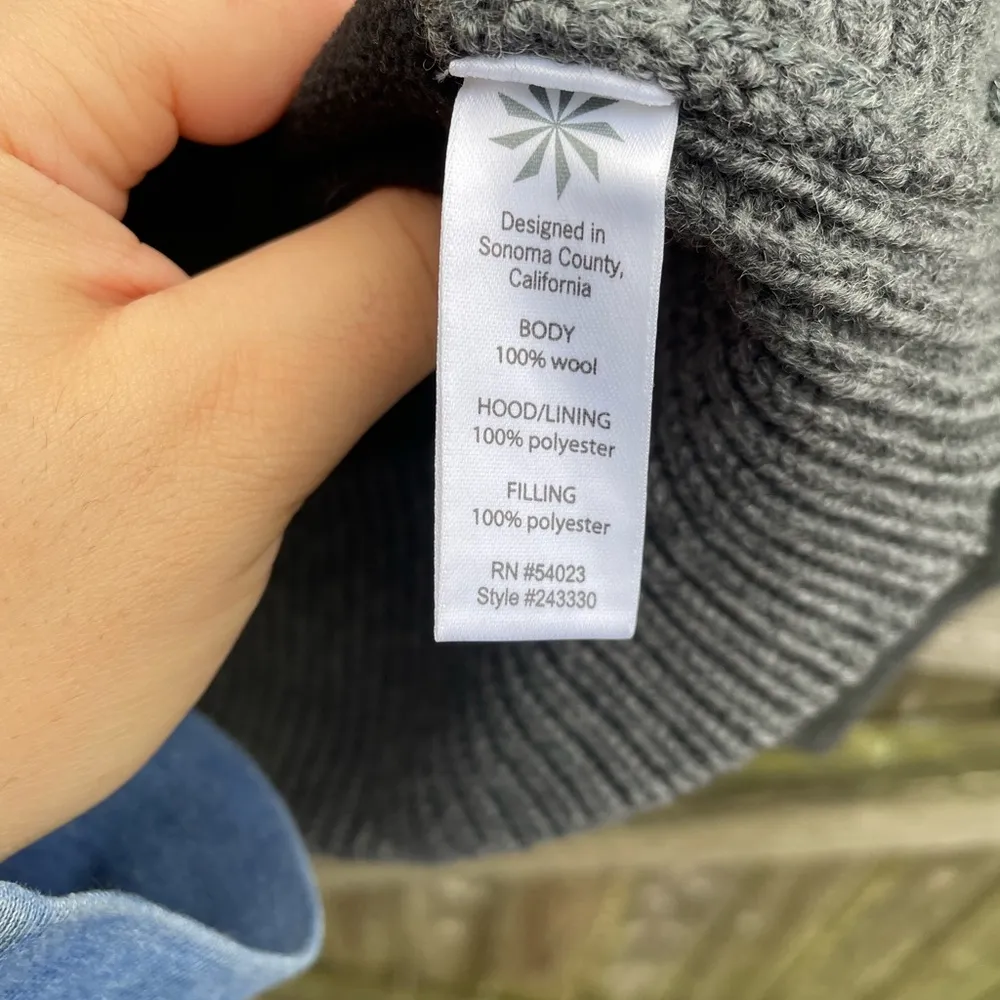 Designed in
Sonoma County,
California
BODY
100% wool
HOOD/LINING
100% polyester
FILLING
100% polyester
RN #54023
Style #243330